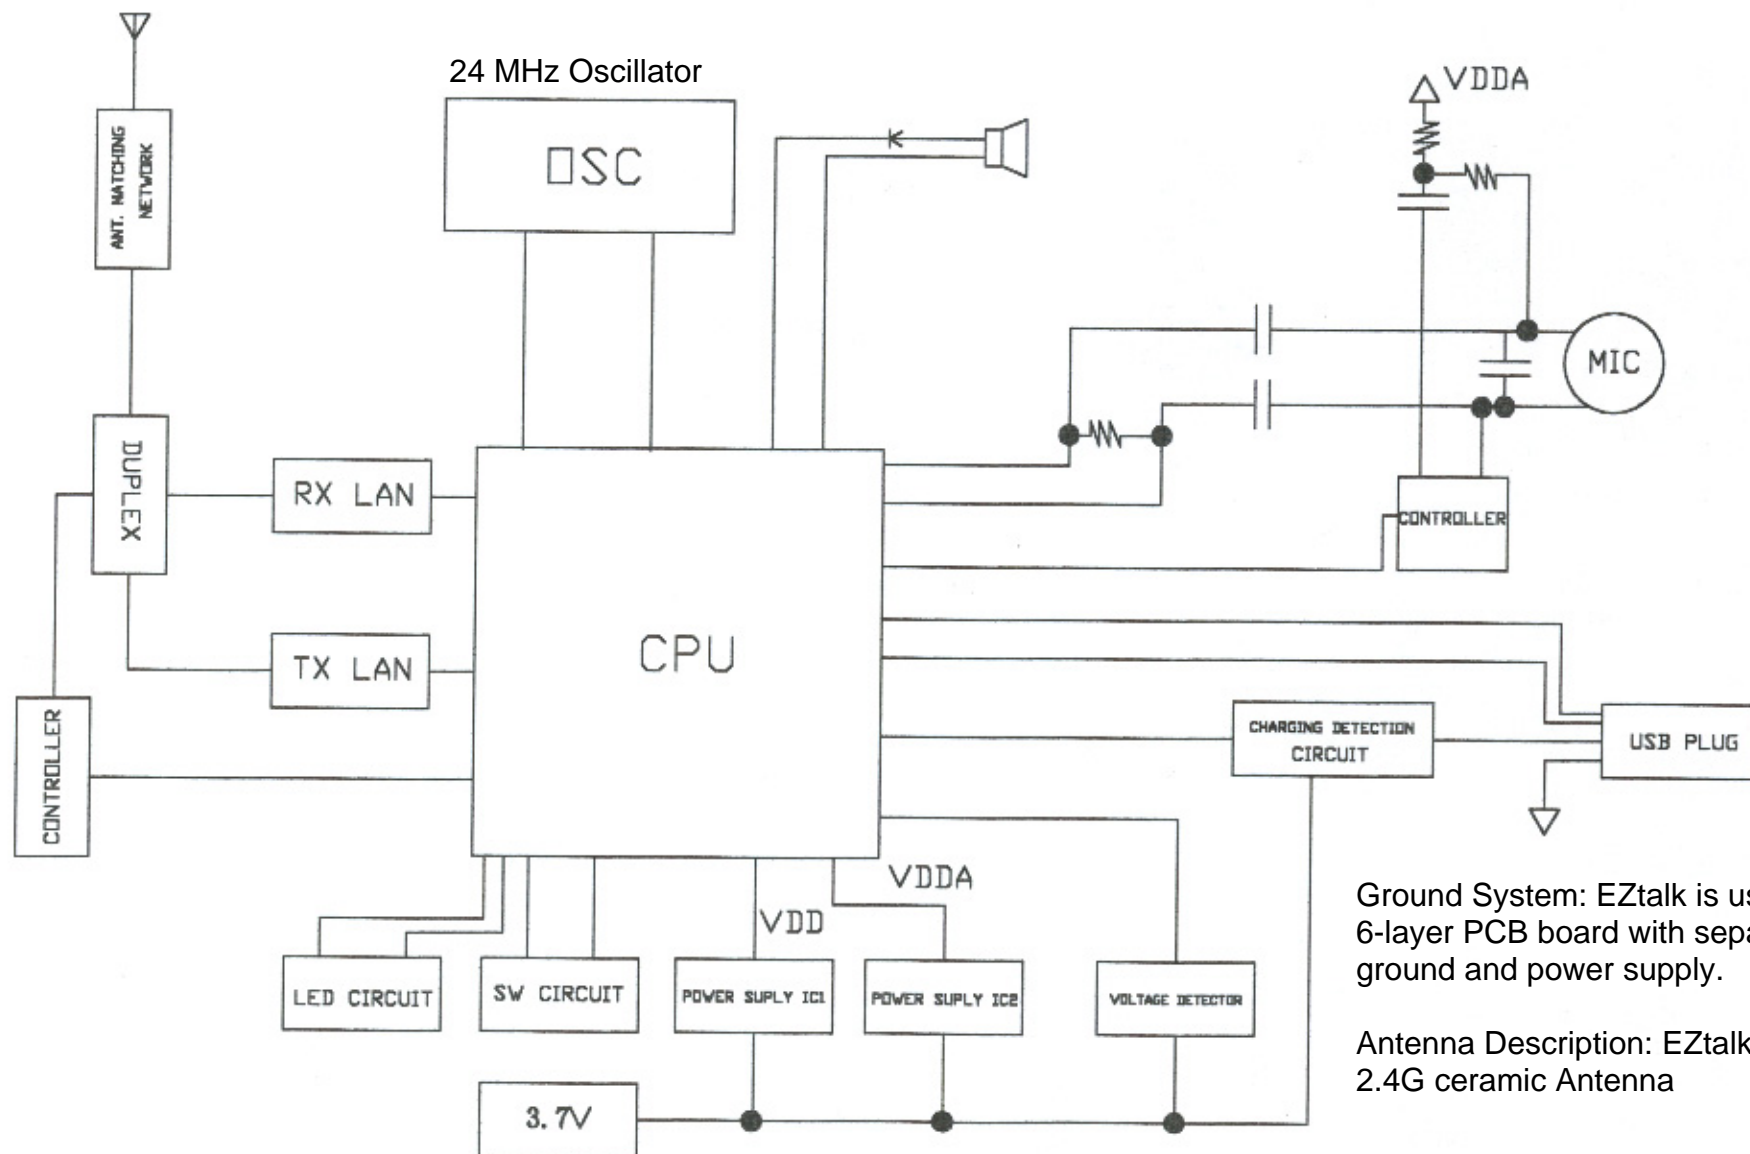 24 MHz Oscillator
OSC
VDDA
ANT. MATCHING
NETWORK
MIC
DUPLEX
RX LAN
CONTROLLER
CPU
TX LAN
CONTROLLER
CHARGING DETECTION
CIRCUIT
USB PLUG
VDDA
VDD
LED CIRCUIT
SW CIRCUIT
POWER SUPLY IC1
POWER SUPLY IC2
VOLTAGE DETECTOR
3.7V
Ground System: EZtalk is
6-layer PCB board with
ground and power supply.
Antenna Description: EZtalk
2.4G ceramic Antenna